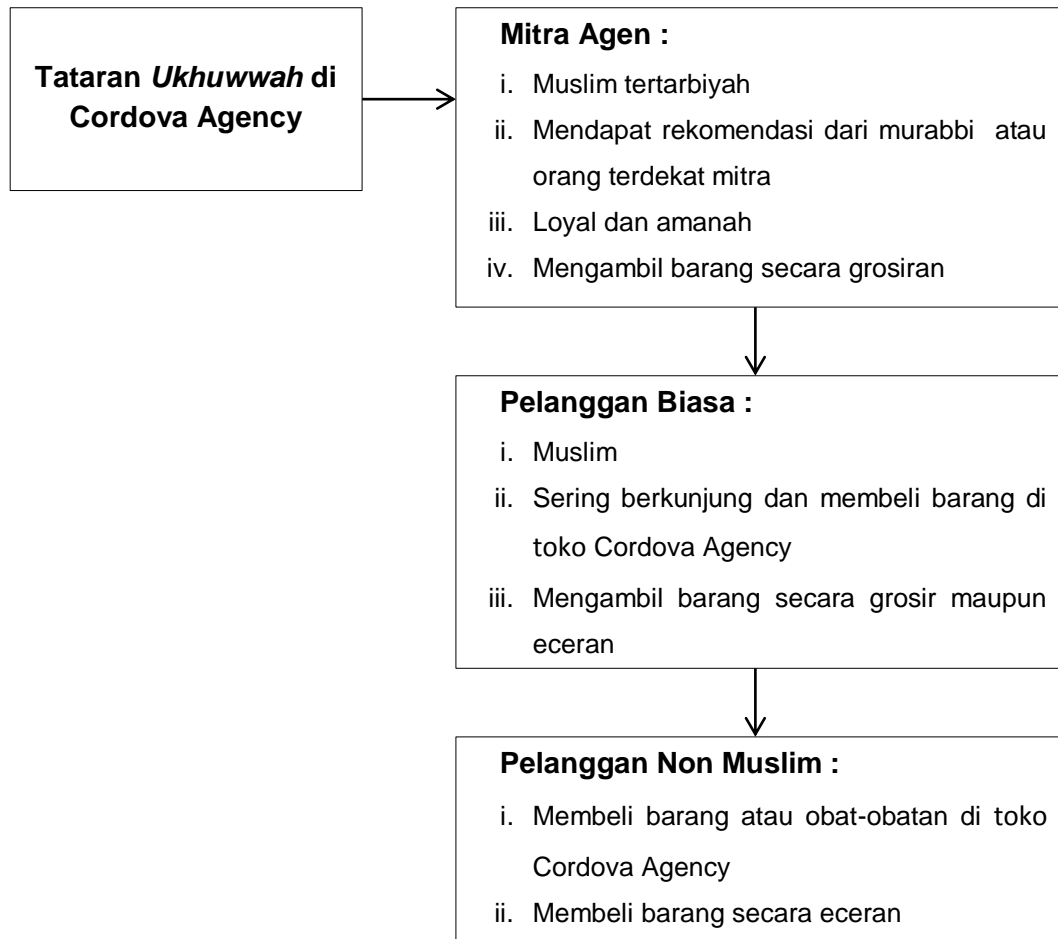 Tataran Ukhuwwah di
Cordova Agency
Mitra Agen :
i. Muslim tertarbiyah
ii. Mendapat rekomendasi dari murabbi atau
orang terdekat mitra
iii. Loyal dan amanah
iv. Mengambil barang secara grosiran
Pelanggan Biasa :
i. Muslim
ii. Sering berkunjung dan membeli barang di
toko Cordova Agency
iii. Mengambil barang secara grosir maupun
eceran
Pelanggan Non Muslim :
i. Membeli barang atau obat-obatan di toko
Cordova Agency
ii. Membeli barang secara eceran